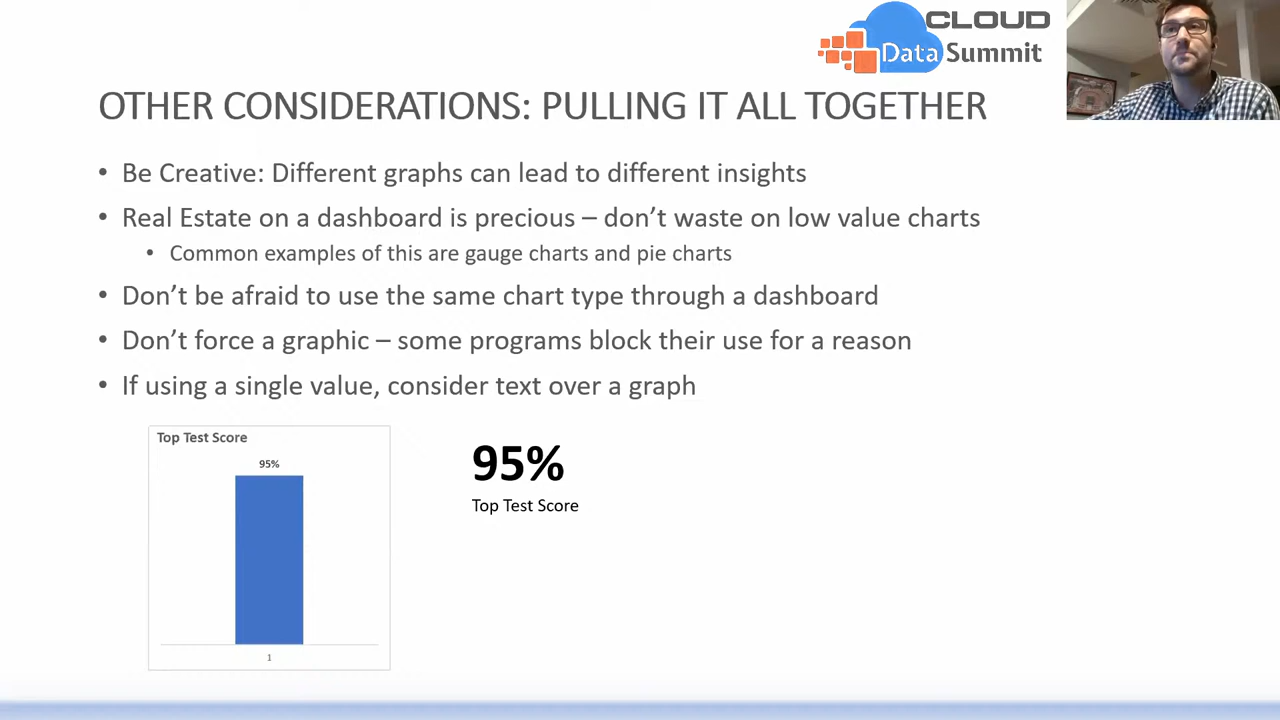 CLOUD
Data Summit
OTHER CONSIDERATIONS: PULLING IT ALL TOGETHER
• Be Creative: Different graphs can lead to different insights
• Real Estate on a dashboard is precious – don’t waste on low value charts
• Common examples of this are gauge charts and pie charts
• Don’t be afraid to use the same chart type through a dashboard
• Don’t force a graphic – some programs block their use for a reason
• If using a single value, consider text over a graph
Top Test Score
95%
1
95%
Top Test Score